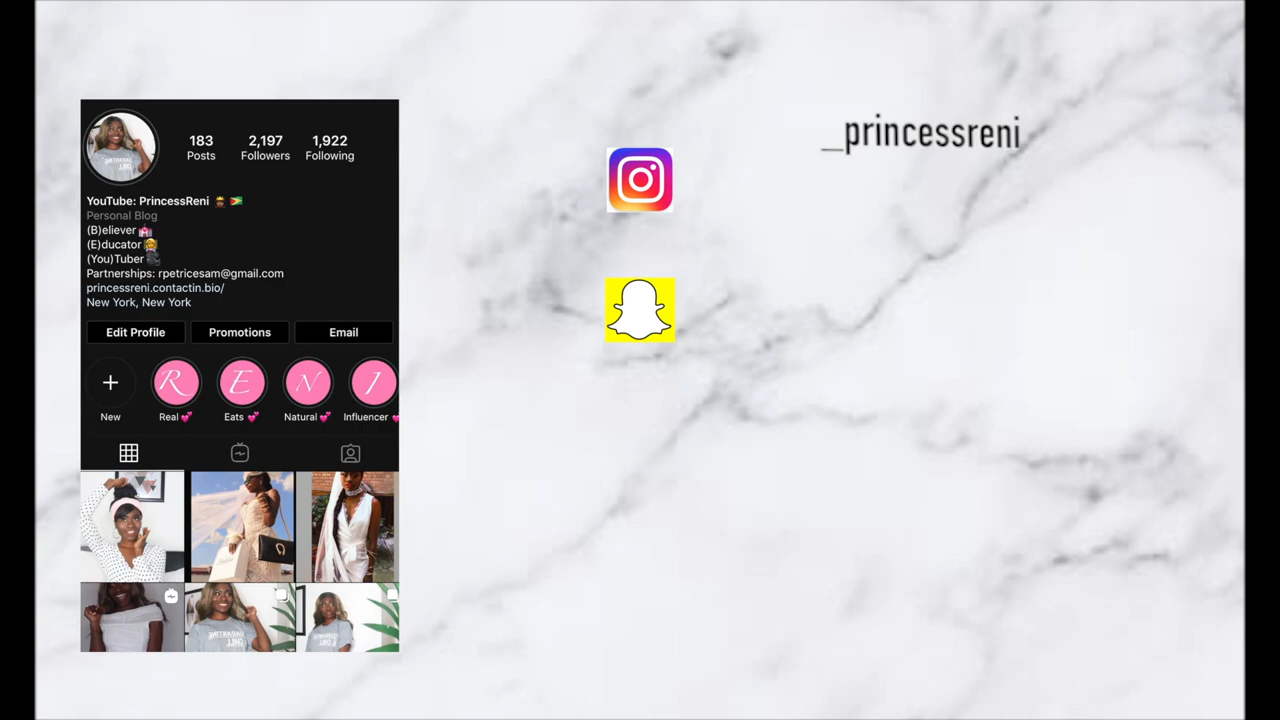 183 2,197 1,922
Posts Followers Following
YouTube: PrincessReni
Personal Blog
(B)eliever
(E)ducator
(You)Tuber
Partnerships: rpetricesam@gmail.com
princessreni.contactin.bio/
New York, New York
Edit Profile Promotions Email
R E N I
New Real Eats Natural Influencer
_princessreni